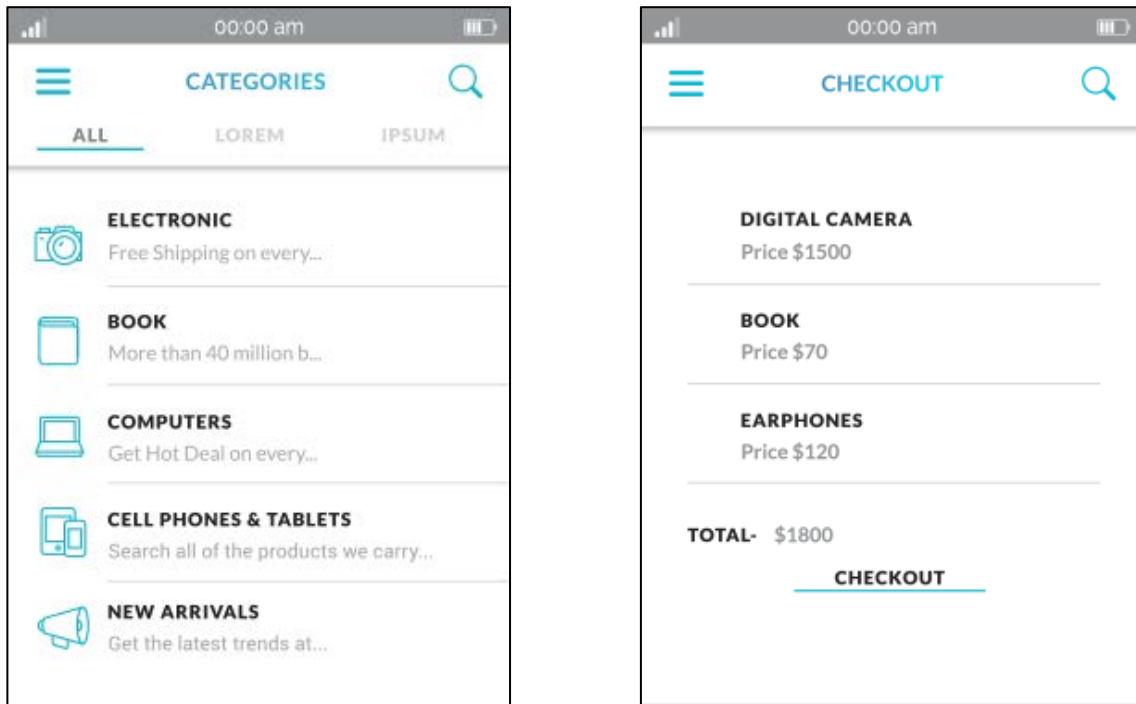 00:00 am
CATEGORIES
ALL LOREM IPSUM
ELECTRONIC
Free Shipping on every...
BOOK
More than 40 million b...
COMPUTERS
Get Hot Deal on every...
CELL PHONES & TABLETS
Search all of the products we carry...
NEW ARRIVALS
Get the latest trends at...
00:00 am
CHECKOUT
DIGITAL CAMERA
Price $1500
BOOK
Price $70
EARPHONES
Price $120
TOTAL- $1800
CHECKOUT